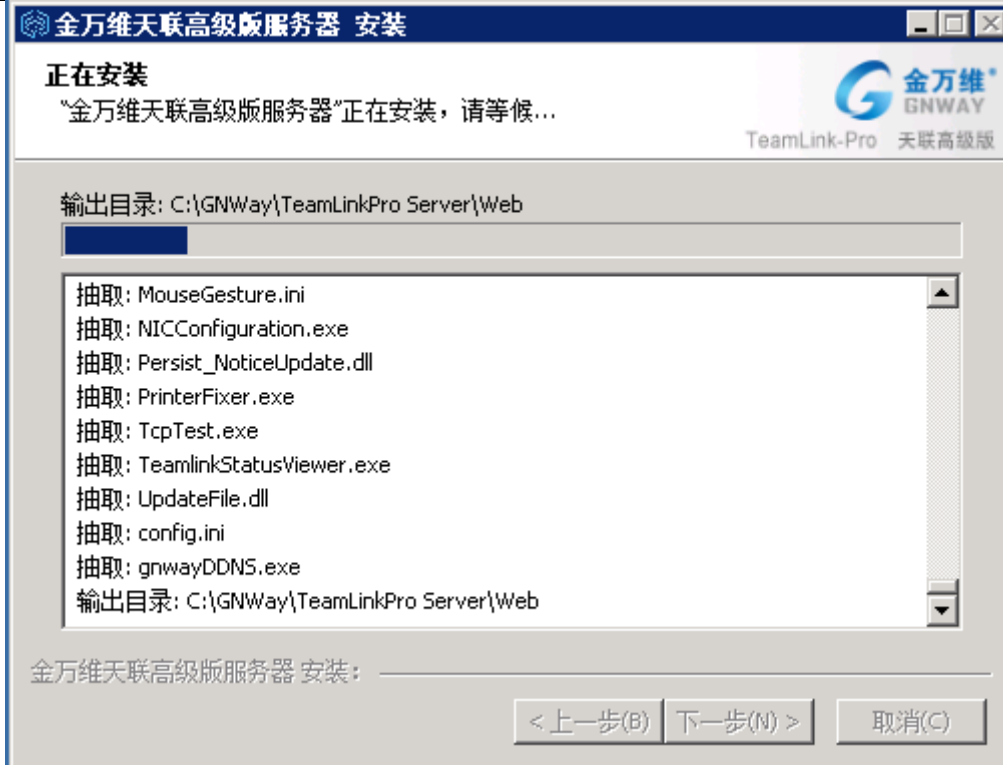 金万维天联高级版服务器 安装
正在安装
“金万维天联高级版服务器”正在安装，请等候...
金万维®
GNWAY
TeamLink-Pro 天联高级版
输出目录: C:\GNWay\TeamLinkPro Server\Web
抽取: MouseGesture.ini
抽取: NICConfiguration.exe
抽取: Persist_NoticeUpdate.dll
抽取: PrinterFixer.exe
抽取: TcpTest.exe
抽取: TeamlinkStatusViewer.exe
抽取: UpdateFile.dll
抽取: config.ini
抽取: gnwayDDNS.exe
输出目录: C:\GNWay\TeamLinkPro Server\Web
金万维天联高级版服务器 安装：
<上一步(B) 下一步(N) > 取消(C)